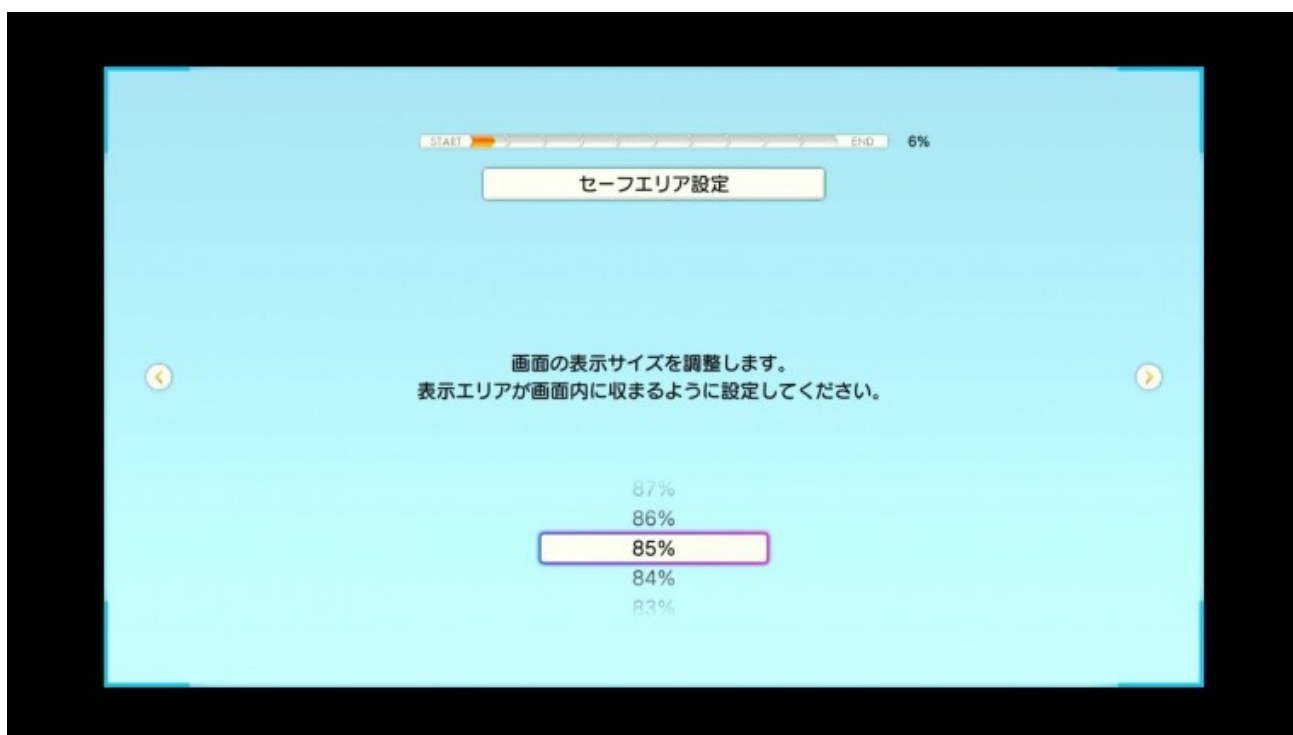 START
END
6%
セーフエリア設定
画面の表示サイズを調整します。
表示エリアが画面内に収まるように設定してください。
87%
86%
85%
84%
83%